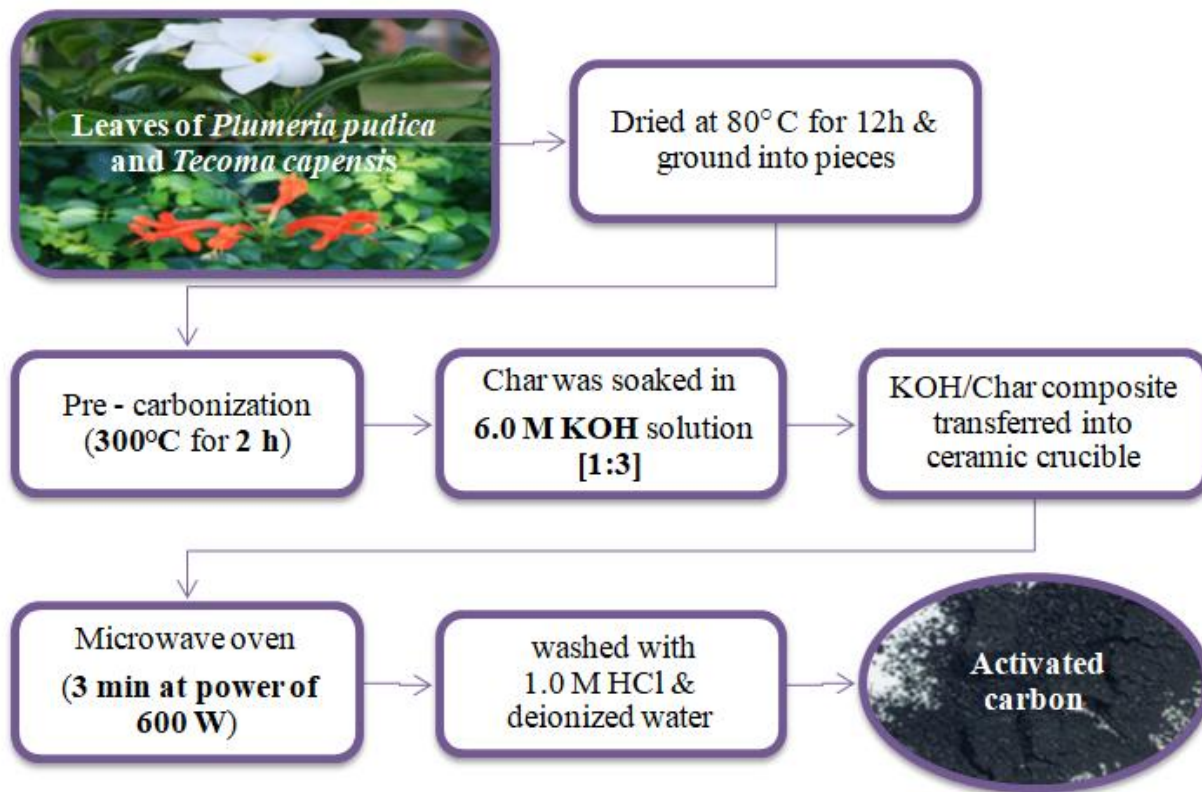 Leaves of Plumeria pudica
and Tecoma capensis
Dried at 80° C for 12h &
ground into pieces
Pre - carbonization
(300°C for 2 h)
Char was soaked in
6.0 M KOH solution
[1:3]
KOH/Char composite
transferred into
ceramic crucible
Microwave oven
(3 min at power of
600 W)
washed with
1.0 M HCl &
deionized water
Activated
carbon